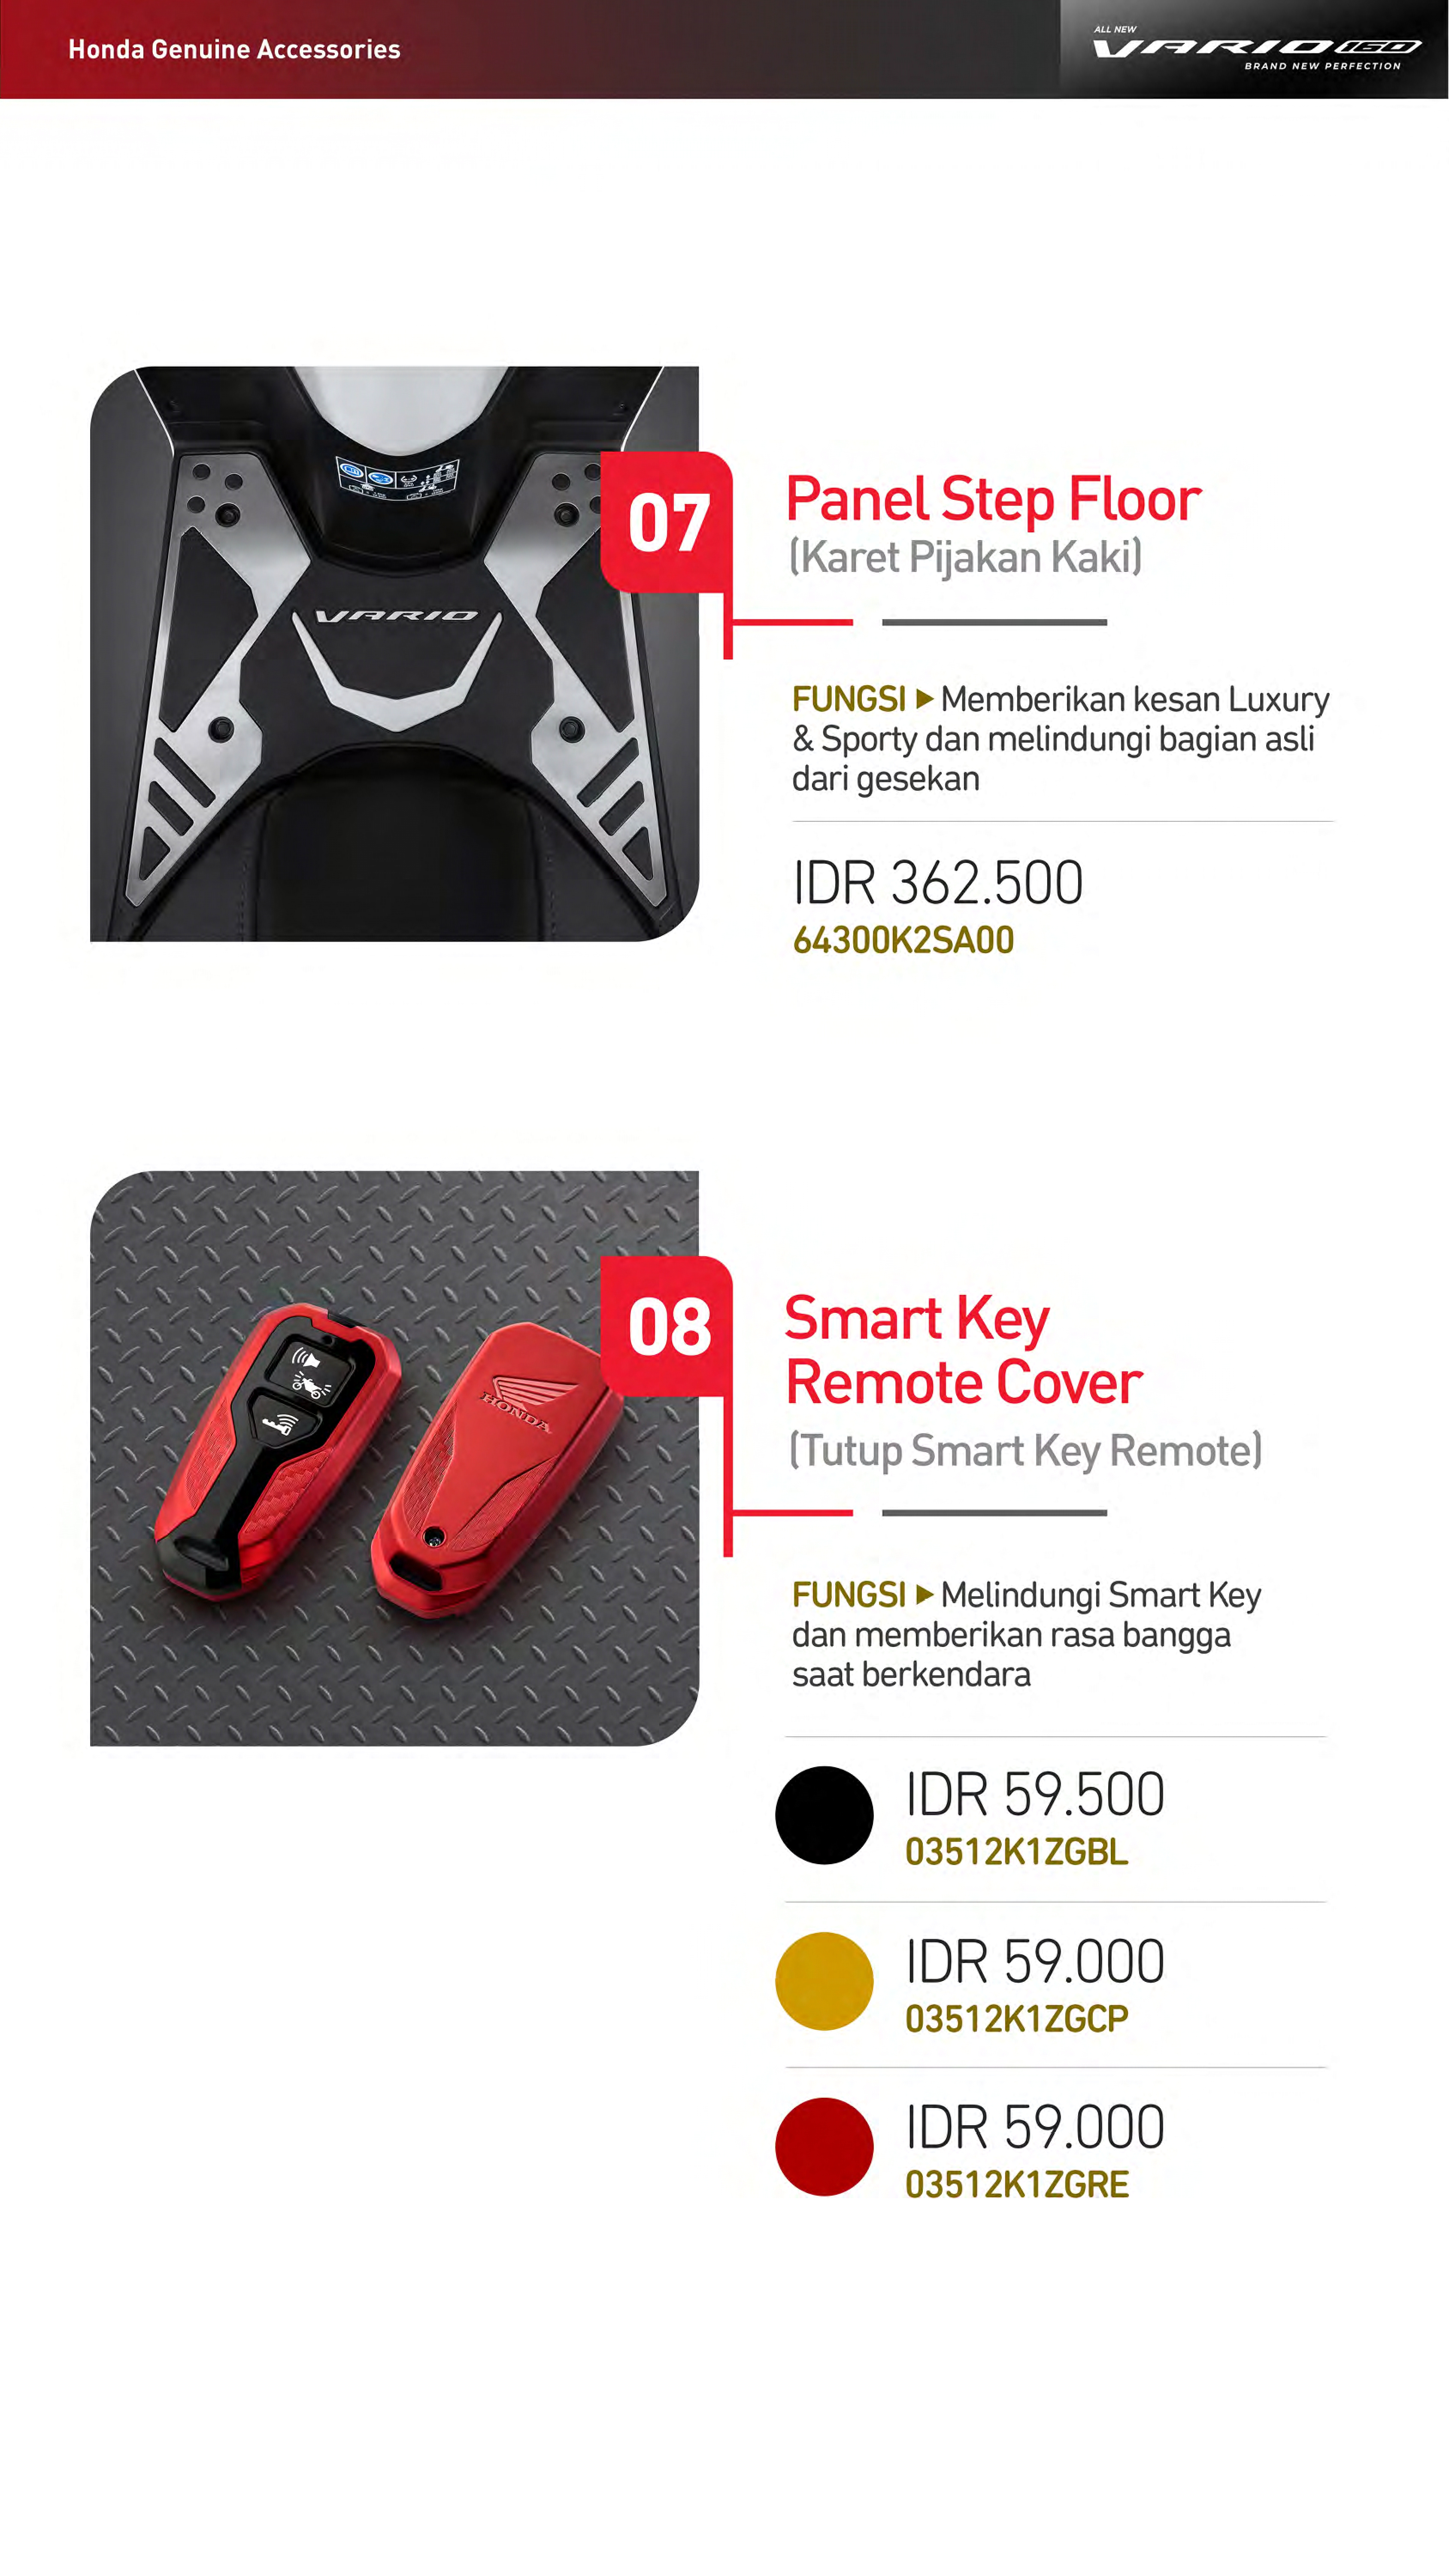 Honda Genuine Accessories
ALL NEW
VARIO 160
BRAND NEW PERFECTION
VARIO
07
Panel Step Floor
(Karet Pijakan Kaki)
FUNGSI ▶ Memberikan kesan Luxury
& Sporty dan melindungi bagian asli
dari gesekan
IDR 362.500
64300K2SA00
HONDA
08
Smart Key
Remote Cover
(Tutup Smart Key Remote)
FUNGSI ▶ Melindungi Smart Key
dan memberikan rasa bangga
saat berkendara
IDR 59.500
03512K1ZGBL
IDR 59.000
03512K1ZGCP
IDR 59.000
03512K1ZGRE